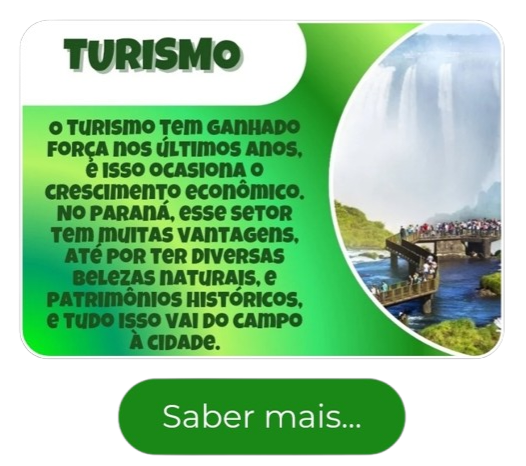 TURISMO
O TURISMO TEM GANHADO
FORÇA NOS ÚLTIMOS ANOS,
E ISSO OCASIONA O
CRESCIMENTO ECONÔMICO.
NO PARANÁ, ESSE SETOR
TEM MUITAS VANTAGENS,
ATÉ POR TER DIVERSAS
BELEZAS NATURAIS, E
PATRIMÔNIOS HISTÓRICOS,
E TUDO ISSO VAI DO CAMPO
À CIDADE.
Saber mais...